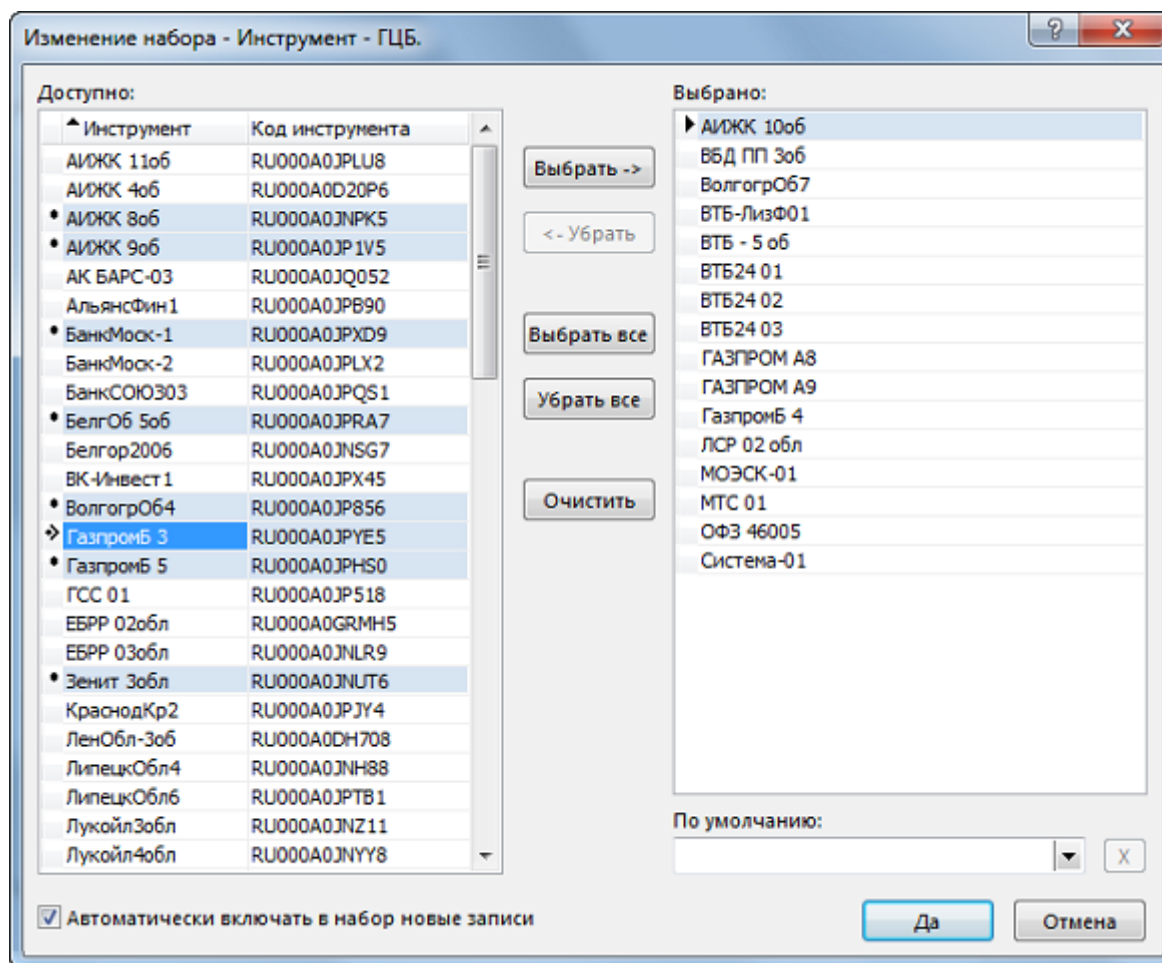 Изменение набора - Инструмент - ГЦБ.
Доступно:
Инструмент Код инструмента
АИЖК 11об RU000A0JPLU8
АИЖК 4об RU000A0D20P6
АИЖК 8об RU000A0JNPK5
АИЖК 9об RU000A0JP1V5
АК БАРС-03 RU000A0JQ052
АльянсФин1 RU000A0JPB90
БанкМоск-1 RU000A0JPXD9
БанкМоск-2 RU000A0JPLX2
БанкСОЮЗ03 RU000A0JPQS1
БелгОб 5об RU000A0JPRA7
Белгор2006 RU000A0JNSG7
ВК-Инвест1 RU000A0JPX45
ВолгогрОб4 RU000A0JP856
ГазпромБ 3 RU000A0JPYE5
ГазпромБ 5 RU000A0JPHS0
ГСС 01 RU000A0JP518
ЕБРР 02обл RU000A0GRMH5
ЕБРР 03обл RU000A0JNLR9
Зенит 3обл RU000A0JNUT6
КраснодКр2 RU000A0JPJY4
ЛенОбл-3об RU000A0DH708
ЛипецкОбл4 RU000A0JNH88
ЛипецкОбл6 RU000A0JPTB1
Лукойл3обл RU000A0JNZ11
Лукойл4обл RU000A0JNYY8
Автоматически включать в набор новые записи
Выбрать ->
<- Убрать
Выбрать все
Убрать все
Очистить
Выбрано:
АИЖК 10об
ВБД ПП 3об
ВолгогрОб7
ВТБ-ЛизФ01
ВТБ - 5 об
ВТБ24 01
ВТБ24 02
ВТБ24 03
ГАЗПРОМ А8
ГАЗПРОМ А9
ГазпромБ 4
ЛСР 02 обл
МОЭСК-01
МТС 01
ОФЗ 46005
Система-01
По умолчанию:
X
Да Отмена